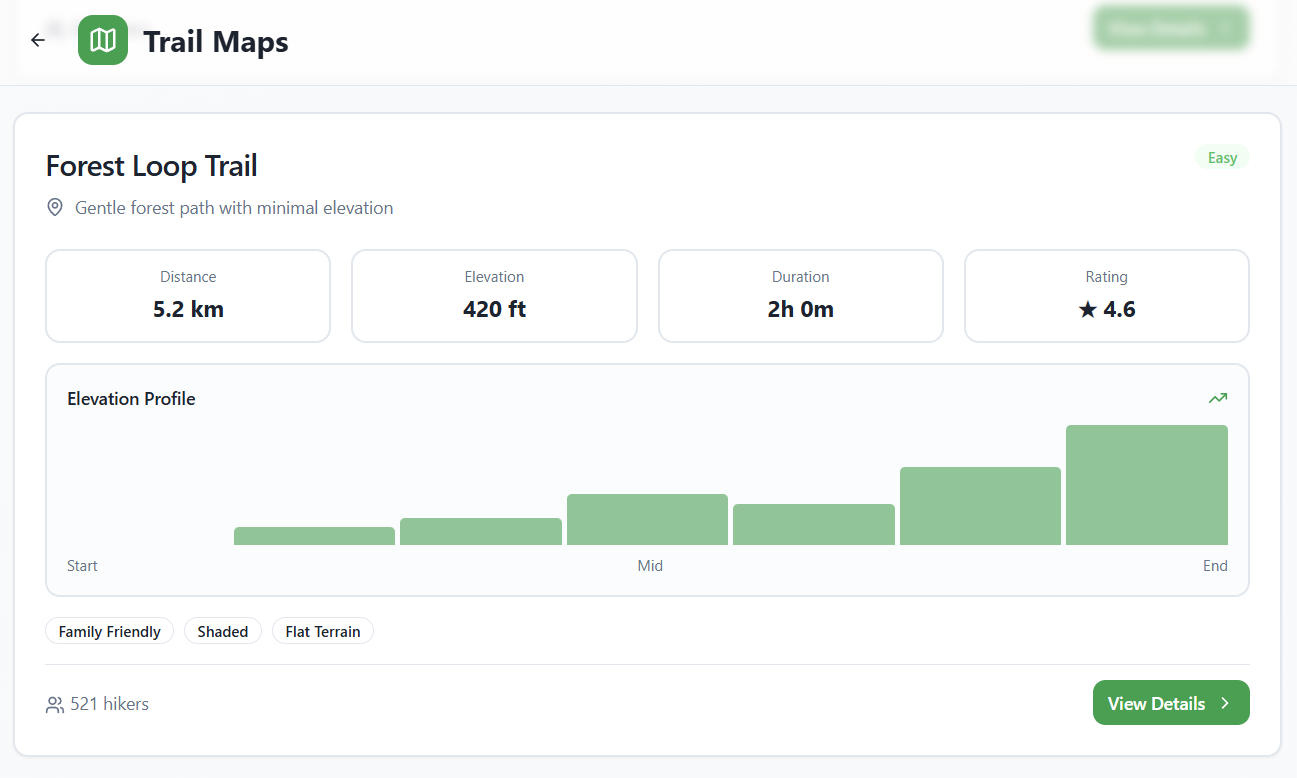 Trail Maps
Forest Loop Trail
Easy
Gentle forest path with minimal elevation
Distance
5.2 km
Elevation
420 ft
Duration
2h 0m
Rating
★ 4.6
Elevation Profile
Start
Mid
End
Family Friendly
Shaded
Flat Terrain
521 hikers
View Details